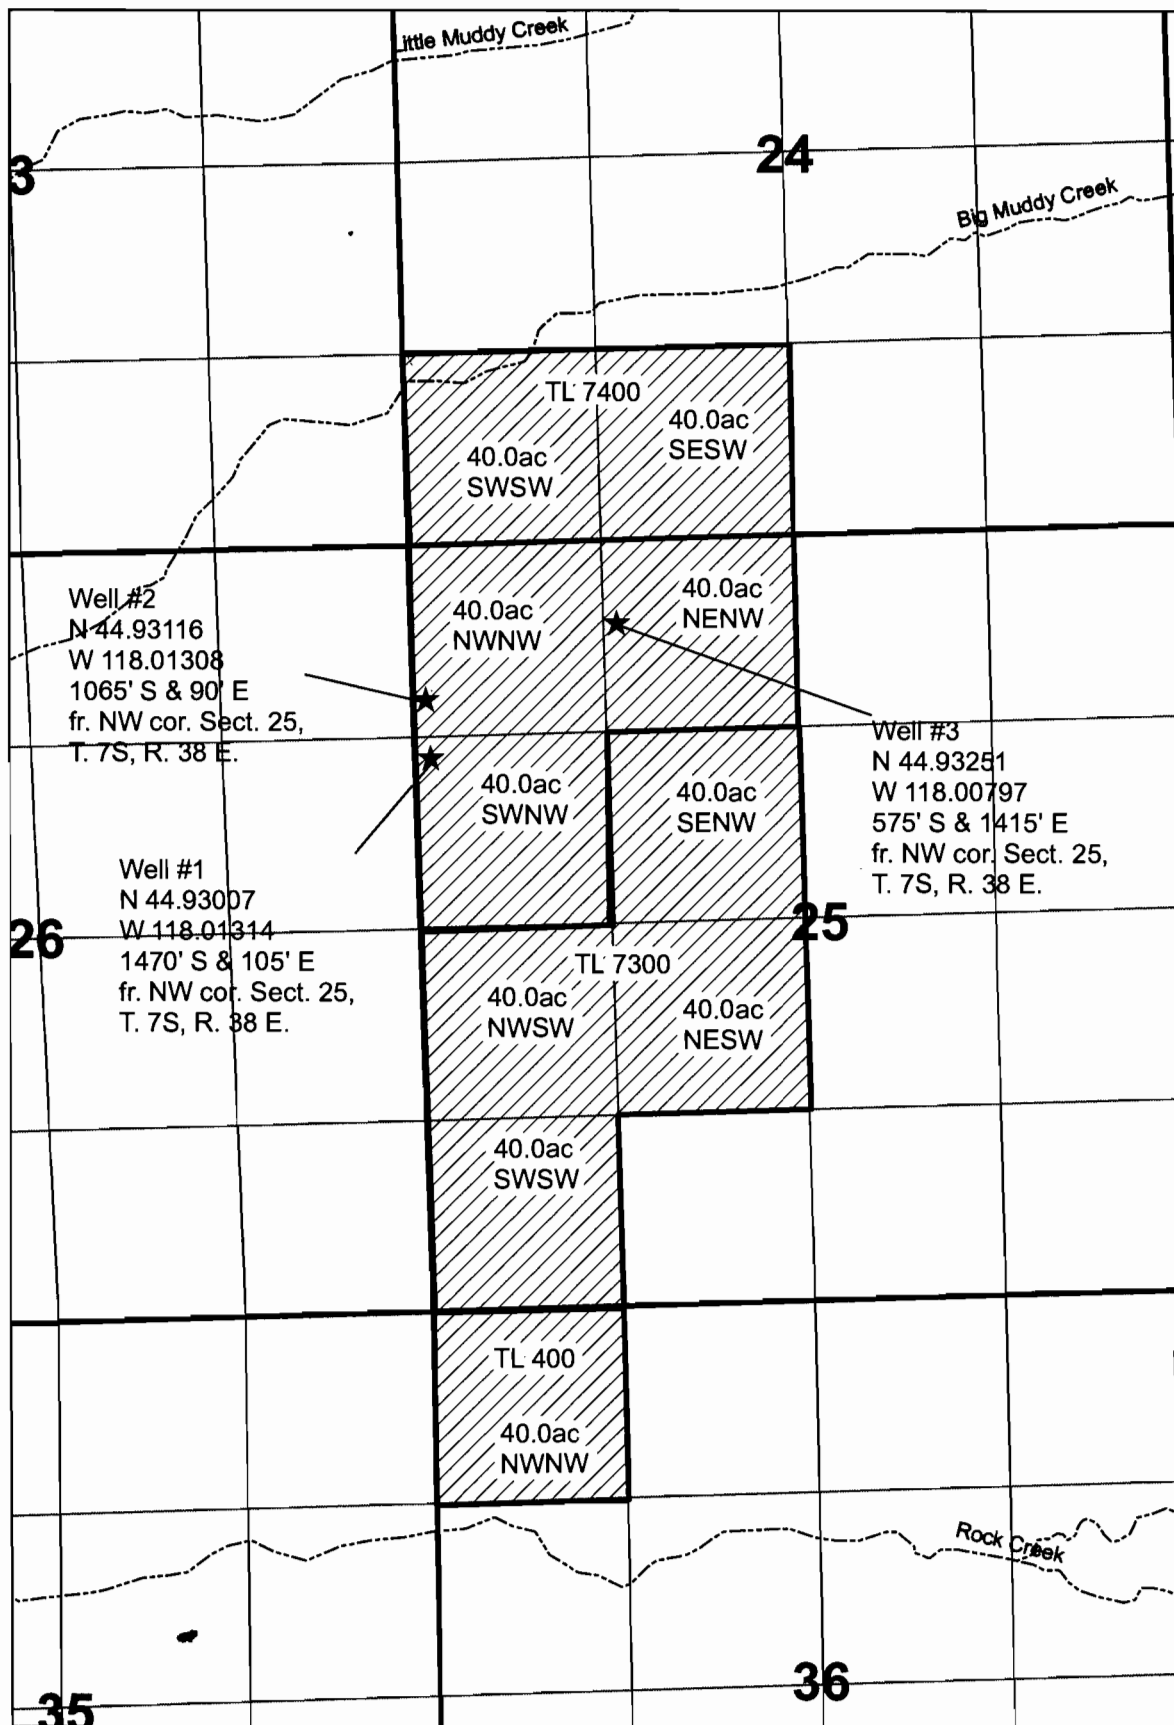 ittle Muddy Creek
3
24
Big Muddy Creek
TL 7400
40.0ac
SESW
40.0ac
SWSW
Well #2
N 44.93116
W 118.01308
1065' S & 90' E
fr. NW cor. Sect. 25,
T. 7S, R. 38 E.
40.0ac
NWNW
40.0ac
NENW
Well #3
N 44.93251
W 118.00797
575' S & 1415' E
fr. NW cor. Sect. 25,
T. 7S, R. 38 E.
40.0ac
SWNW
40.0ac
SENW
Well #1
N 44.93007
W 118.01314
1470' S & 105' E
fr. NW cor. Sect. 25,
T. 7S, R. 38 E.
26
25
TL 7300
40.0ac
NWSW
40.0ac
NESW
40.0ac
SWSW
TL 400
40.0ac
NWNW
Rock Creek
36
35